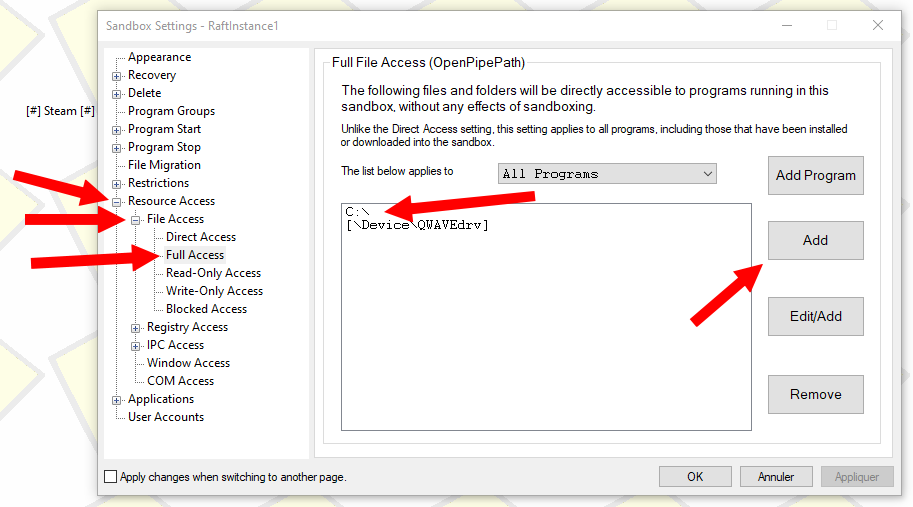 Sandbox Settings - RaftInstance1
[#] Steam [#]
Appearance
Recovery
Delete
Program Groups
Program Start
Program Stop
File Migration
Restrictions
Resource Access
File Access
Direct Access
Full Access
Read-Only Access
Write-Only Access
Blocked Access
Registry Access
IPC Access
Window Access
COM Access
Applications
User Accounts
Full File Access (OpenPipePath)
The following files and folders will be directly accessible to programs running in this
sandbox, without any effects of sandboxing.
Unlike the Direct Access setting, this setting applies to all programs, including those that have been installed
or downloaded into the sandbox.
The list below applies to
All Programs
C:\
[\Device\QWAVEdrv]
Add Program
Add
Edit/Add
Remove
Apply changes when switching to another page.
OK
Annuler
Appliquer